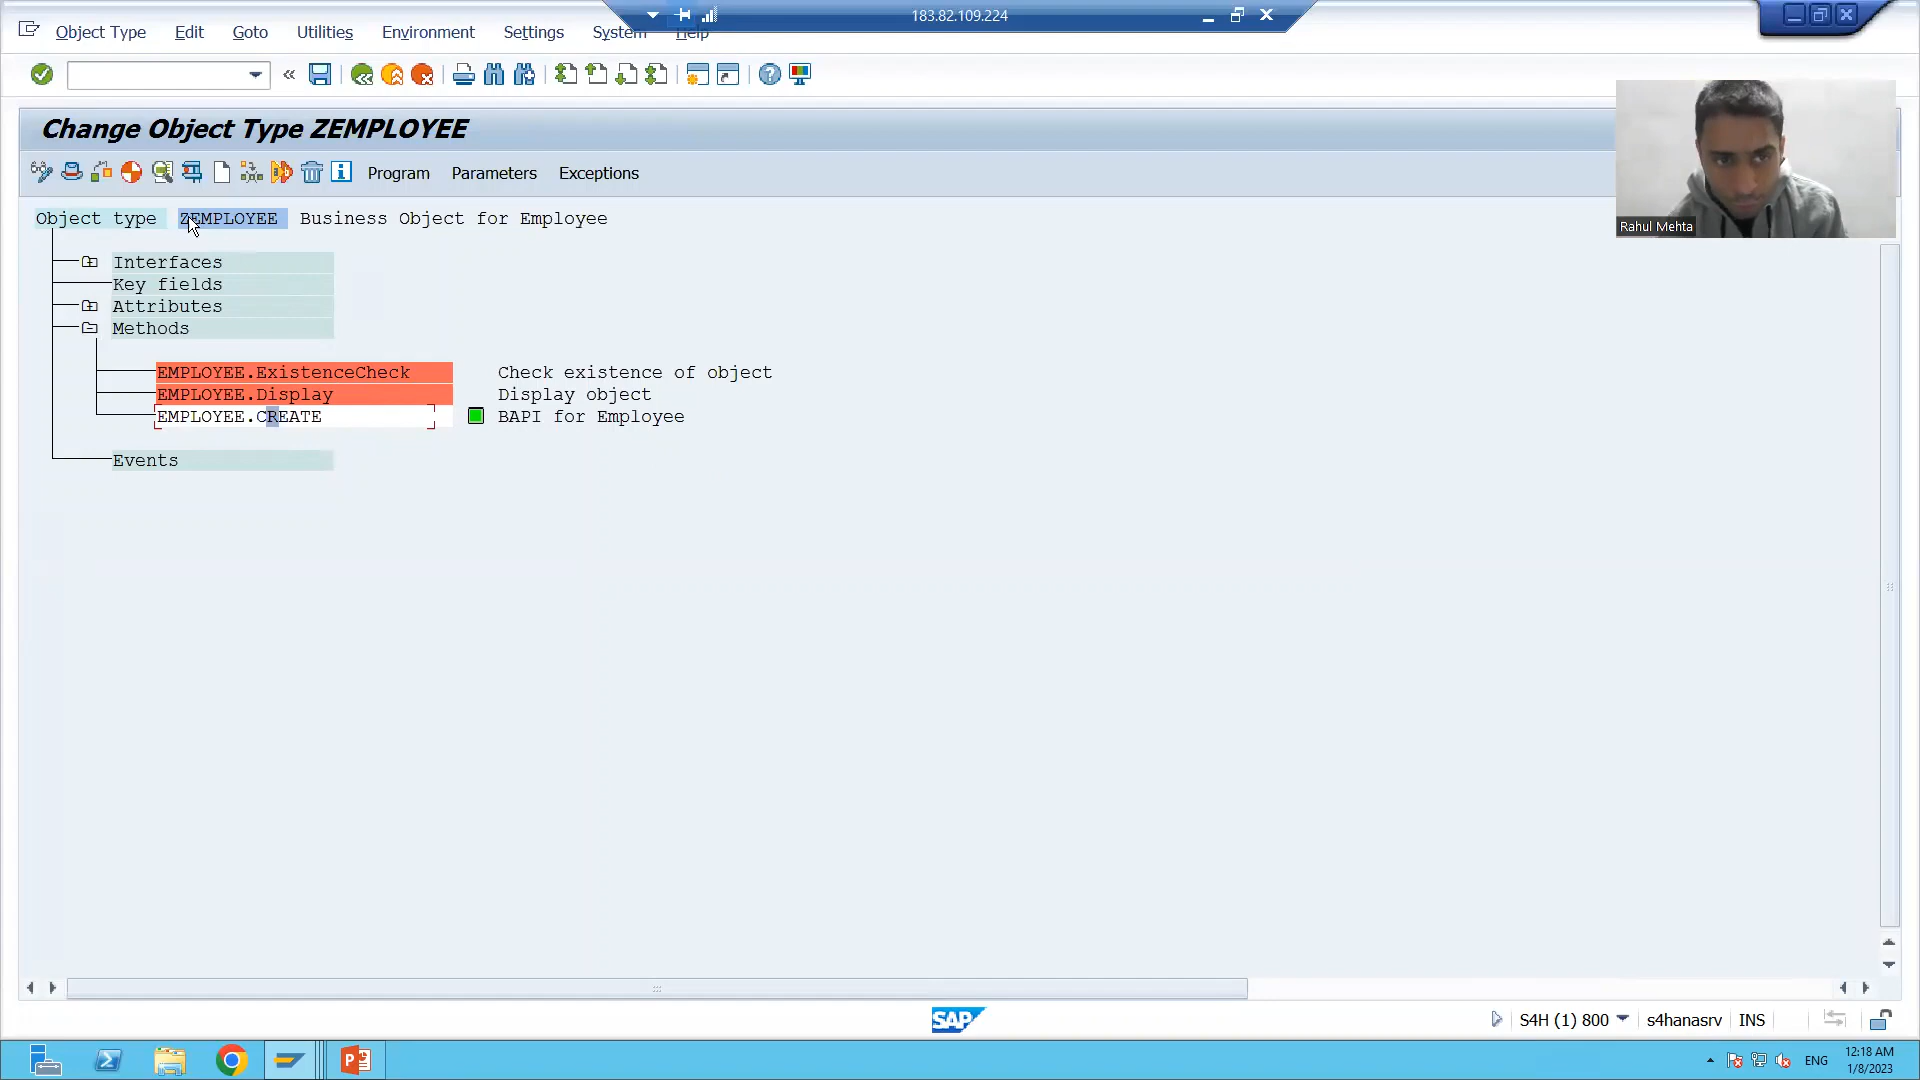 183.82.109.224
Object Type Edit Goto Utilities Environment Settings System Help
Change Object Type ZEMPLOYEE
Program Parameters Exceptions
Rahul Mehta
Object type ZEMPLOYEE Business Object for Employee
Interfaces
Key fields
Attributes
Methods
EMPLOYEE.ExistenceCheck Check existence of object
EMPLOYEE.Display Display object
EMPLOYEE.CREATE BAPI for Employee
Events
SAP
S4H (1) 800 s4hanasrv INS
ENG
12:18 AM
1/8/2023